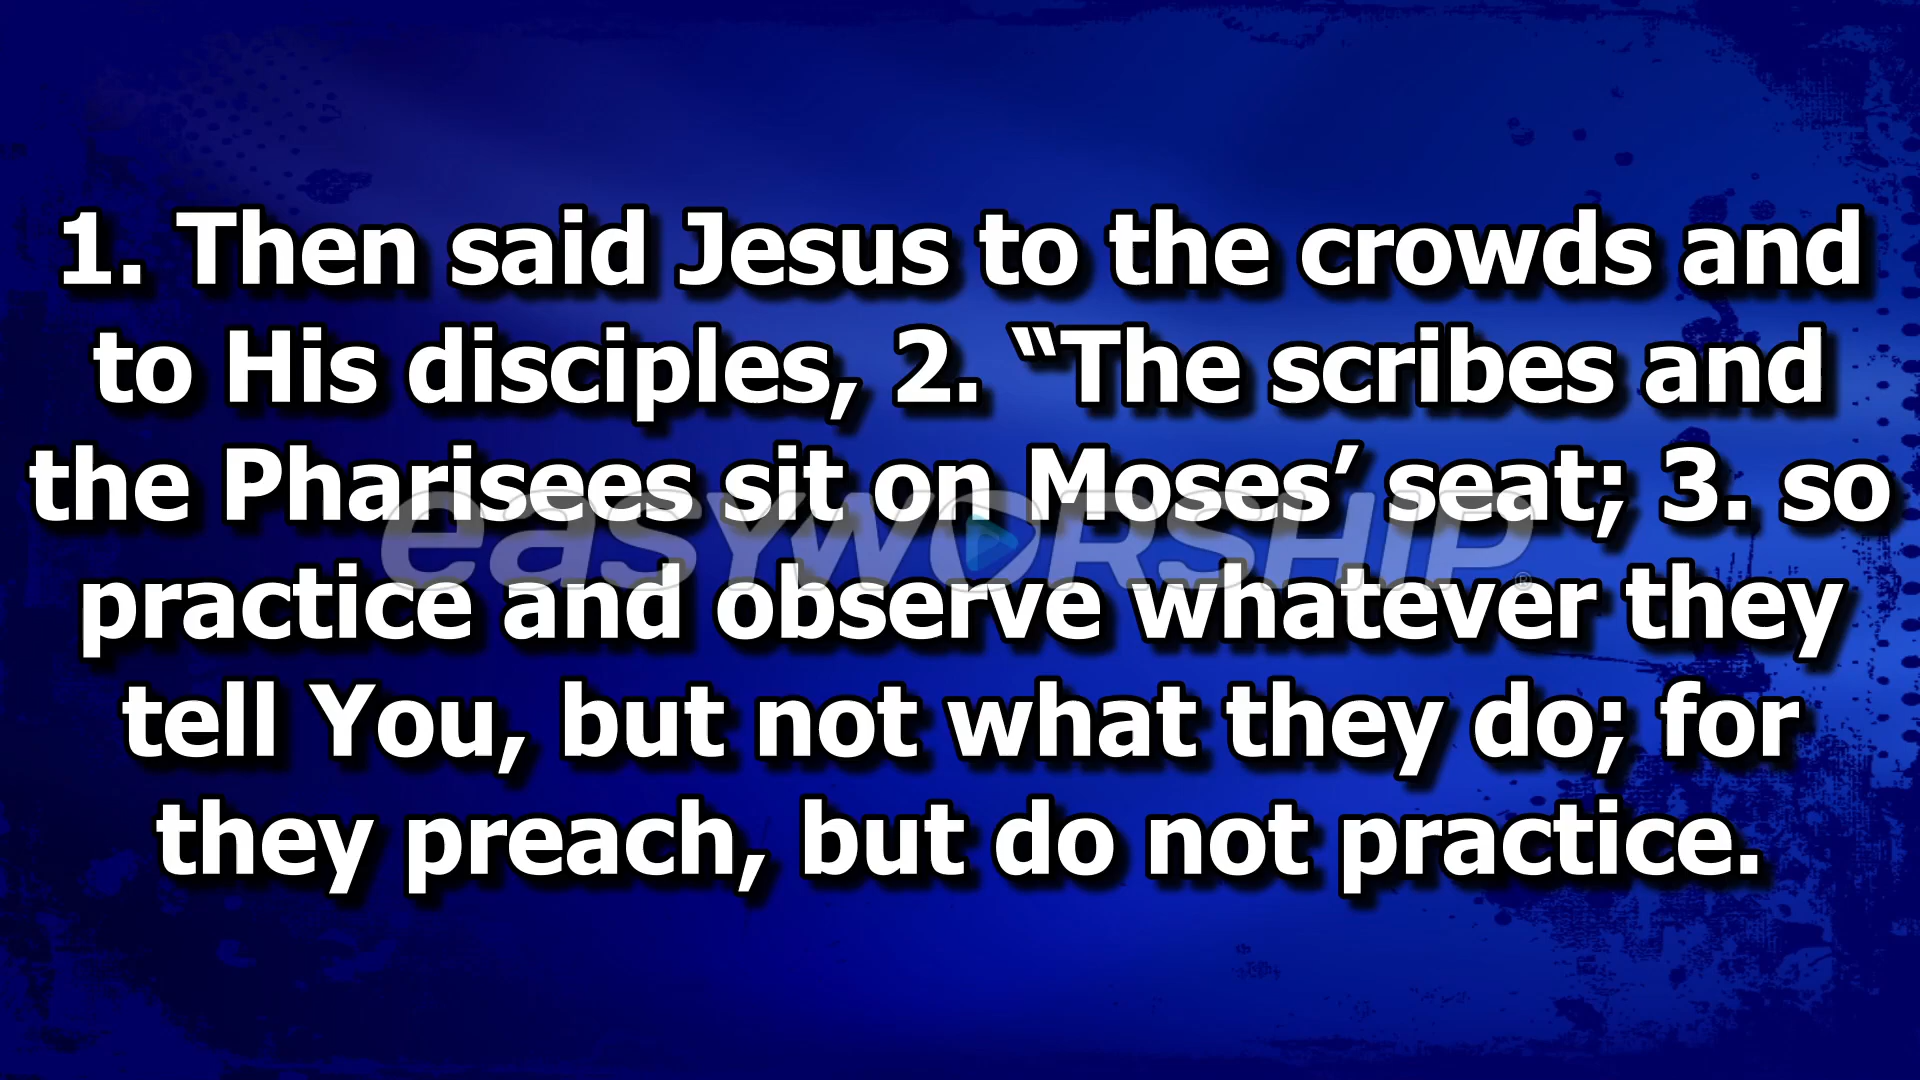 1. Then said Jesus to the crowds and
to His disciples, 2. “The scribes and
the Pharisees sit on Moses’ seat; 3. so
easyWORSHIP®
practice and observe whatever they
tell You, but not what they do; for
they preach, but do not practice.